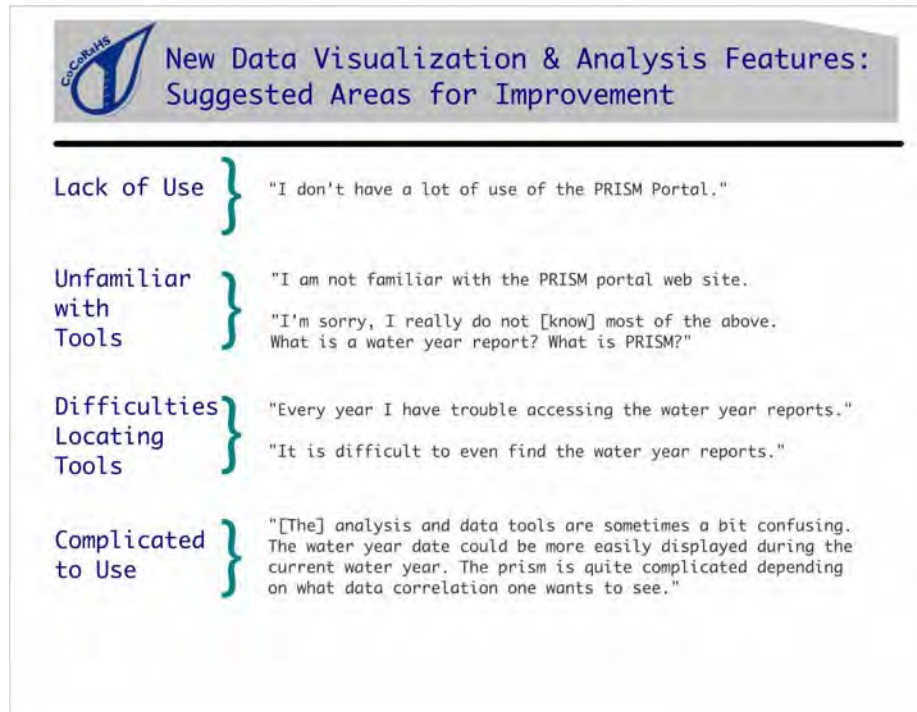 CoCoRaHS
New Data Visualization & Analysis Features:
Suggested Areas for Improvement
Lack of Use
"I don't have a lot of use of the PRISM Portal."
Unfamiliar
with
Tools
"I am not familiar with the PRISM portal web site.
"I'm sorry, I really do not [know] most of the above.
What is a water year report? What is PRISM?"
Difficulties
Locating
Tools
"Every year I have trouble accessing the water year reports."
"It is difficult to even find the water year reports."
Complicated
to Use
"[The] analysis and data tools are sometimes a bit confusing.
The water year date could be more easily displayed during the
current water year. The prism is quite complicated depending
on what data correlation one wants to see."